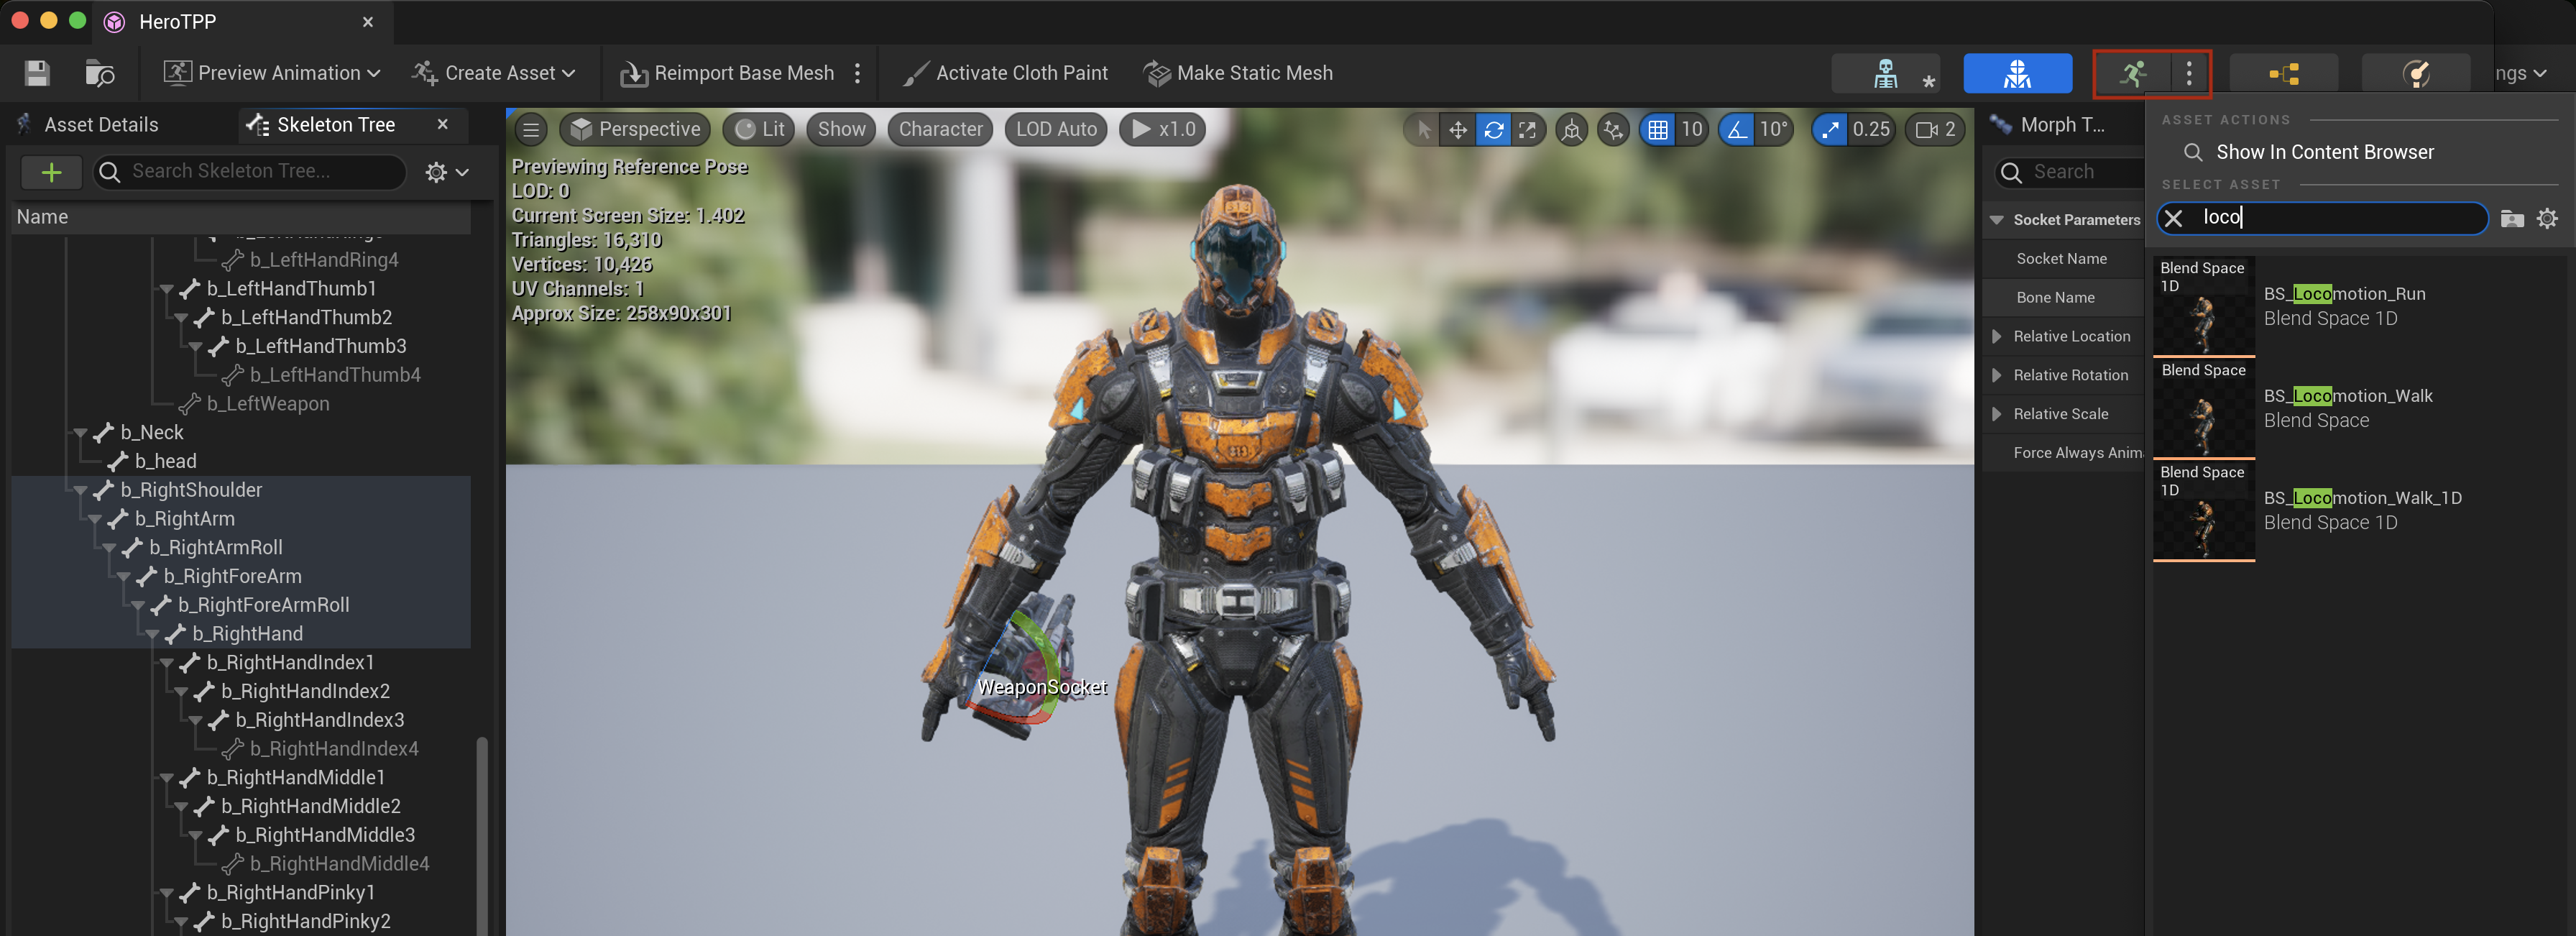 HeroTPP
Preview Animation
Create Asset
Reimport Base Mesh
Activate Cloth Paint
Make Static Mesh
ngs
Asset Details
Skeleton Tree
Search Skeleton Tree...
Name
b_LeftHandRing4
b_LeftHandThumb1
b_LeftHandThumb2
b_LeftHandThumb3
b_LeftHandThumb4
b_LeftWeapon
b_Neck
b_head
b_RightShoulder
b_RightArm
b_RightArmRoll
b_RightForeArm
b_RightForeArmRoll
b_RightHand
b_RightHandIndex1
b_RightHandIndex2
b_RightHandIndex3
b_RightHandIndex4
b_RightHandMiddle1
b_RightHandMiddle2
b_RightHandMiddle3
b_RightHandMiddle4
b_RightHandPinky1
b_RightHandPinky2
Perspective
Lit
Show
Character
LOD Auto
x1.0
10
10°
0.25
2
Previewing Reference Pose
LOD: 0
Current Screen Size: 1.402
Triangles: 16,310
Vertices: 10,426
UV Channels: 1
Approx Size: 258x90x301
WeaponSocket
Morph T...
Search
Socket Parameters
Socket Name
Bone Name
Relative Location
Relative Rotation
Relative Scale
Force Always Anima
ASSET ACTIONS
Show In Content Browser
SELECT ASSET
loco
Blend Space
1D
BS_Locomotion_Run
Blend Space 1D
Blend Space
BS_Locomotion_Walk
Blend Space
Blend Space
1D
BS_Locomotion_Walk_1D
Blend Space 1D